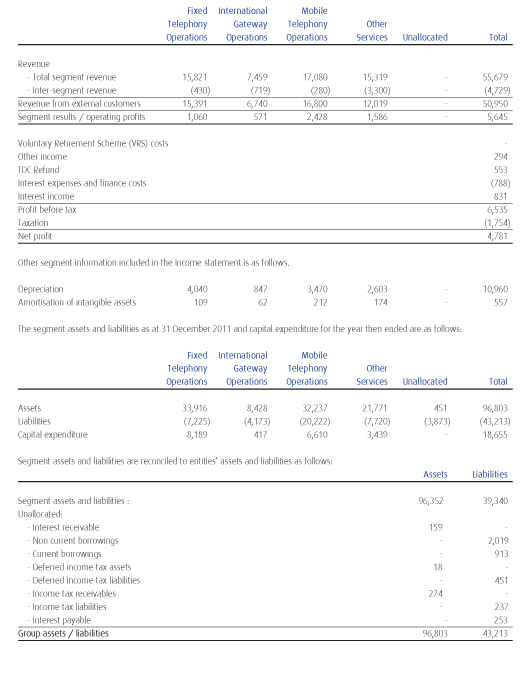 Fixed International Mobile
Telephony Gateway Telephony Other
Operations Operations Operations Services Unallocated Total
Revenue
- Total segment revenue 15,821 7,459 17,080 15,319 - 55,679
- Inter-segment revenue (430) (719) (280) (3,300) - (4,729)
Revenue from external customers 15,391 6,740 16,800 12,019 - 50,950
Segment results / operating profits 1,060 571 2,428 1,586 - 5,645
Voluntary Retirement Scheme (VRS) costs -
Other income 294
TDC Refund 553
Interest expenses and finance costs (788)
Interest income 831
Profit before tax 6,535
Taxation (1,754)
Net profit 4,781
Other segment information included in the income statement is as follows.
Depreciation 4,040 847 3,470 2,603 - 10,960
Amortisation of intangible assets 109 62 212 174 - 557
The segment assets and liabilities as at 31 December 2011 and capital expenditure for the year then ended are as follows:
Fixed International Mobile
Telephony Gateway Telephony Other
Operations Operations Operations Services Unallocated Total
Assets 33,916 8,428 32,237 21,771 451 96,803
Liabilities (7,225) (4,173) (20,222) (7,720) (3,873) (43,213)
Capital expenditure 8,189 417 6,610 3,439 - 18,655
Segment assets and liabilities are reconciled to entities' assets and liabilities as follows:
Assets Liabilities
Segment assets and liabilities : 96,352 39,340
Unallocated:
- Interest receivable 159 -
- Non current borrowings - 2,019
- Current borrowings - 913
- Deferred income tax assets 18 -
- Deferred income tax liabilities - 451
- Income tax receivables 274 -
- Income tax liabilities - 237
- Interest payable - 253
Group assets / liabilities 96,803 43,213